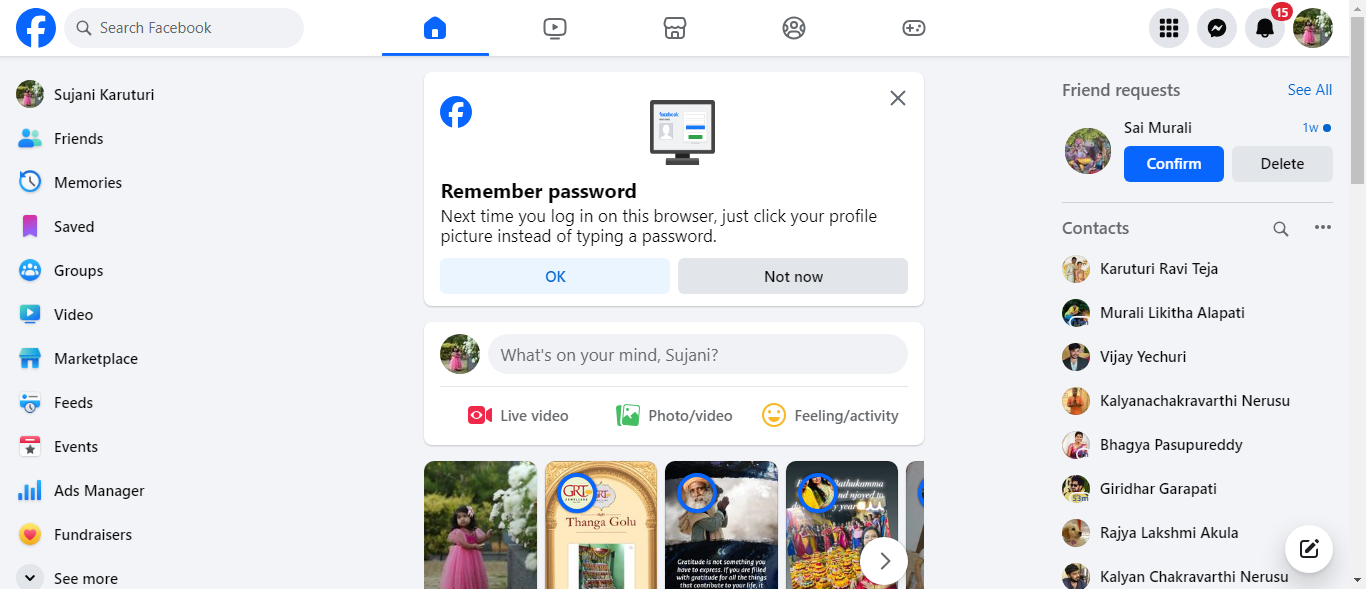 Search Facebook
15
Sujani Karuturi
Friends
Memories
Saved
Groups
Video
Marketplace
Feeds
Events
Ads Manager
Fundraisers
See more
facebook
Remember password
Next time you log in on this browser, just click your profile
picture instead of typing a password.
OK
Not now
What's on your mind, Sujani?
Live video
Photo/video
Feeling/activity
GRT
JEWELLERS
GRT
Thanga Golu
Gratitude is not something you
have to express. If you are filled
with gratitude for all the things
that contribute to your life, it
Bathukamma
nd njoyed to
year
Friend requests
See All
Sai Murali
1w
Confirm
Delete
Contacts
Karuturi Ravi Teja
Murali Likitha Alapati
Vijay Yechuri
Kalyanachakravarthi Nerusu
Bhagya Pasupureddy
Giridhar Garapati
53m
Rajya Lakshmi Akula
Kalyan Chakravarthi Nerusu